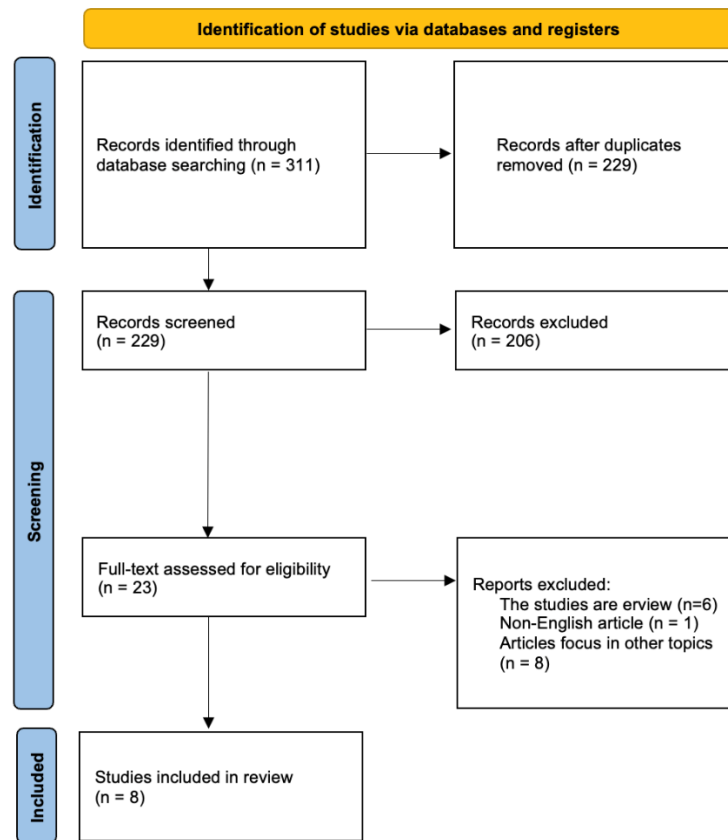 Identification of studies via databases and registers
Identification
Records identified through
database searching (n = 311)
Records after duplicates
removed (n = 229)
Screening
Records screened
(n = 229)
Records excluded
(n = 206)
Full-text assessed for eligibility
(n = 23)
Reports excluded:
The studies are erview (n=6)
Non-English article (n = 1)
Articles focus in other topics
(n = 8)
Included
Studies included in review
(n = 8)